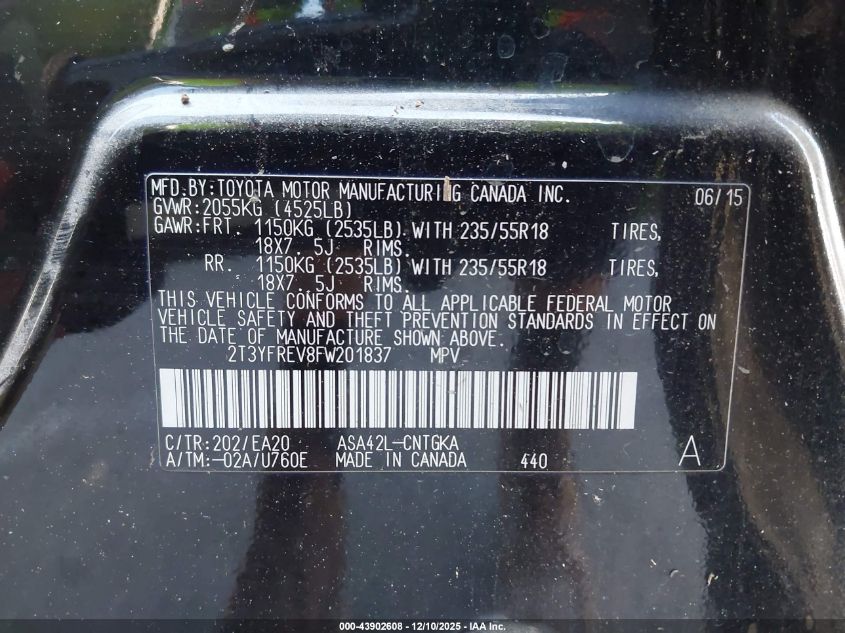 MFD.BY:TOYOTA MOTOR MANUFACTURING CANADA INC. 06/15
GVWR:2055KG (4525LB)
GAWR:FRT. 1150KG (2535LB) WITH 235/55R18 TIRES,
18X7. 5J RIMS.
RR. 1150KG (2535LB) WITH 235/55R18 TIRES,
18X7. 5J RIMS.
THIS VEHICLE CONFORMS TO ALL APPLICABLE FEDERAL MOTOR
VEHICLE SAFETY AND THEFT PREVENTION STANDARDS IN EFFECT ON
THE DATE OF MANUFACTURE SHOWN ABOVE.
2T3YFREV8FW201837 MPV
C/TR:202/EA20 ASA42L-CNTGKA
A/TM:-02A/U760E MADE IN CANADA 440 A
000-43902608 - 12/10/2025 - IAA Inc.